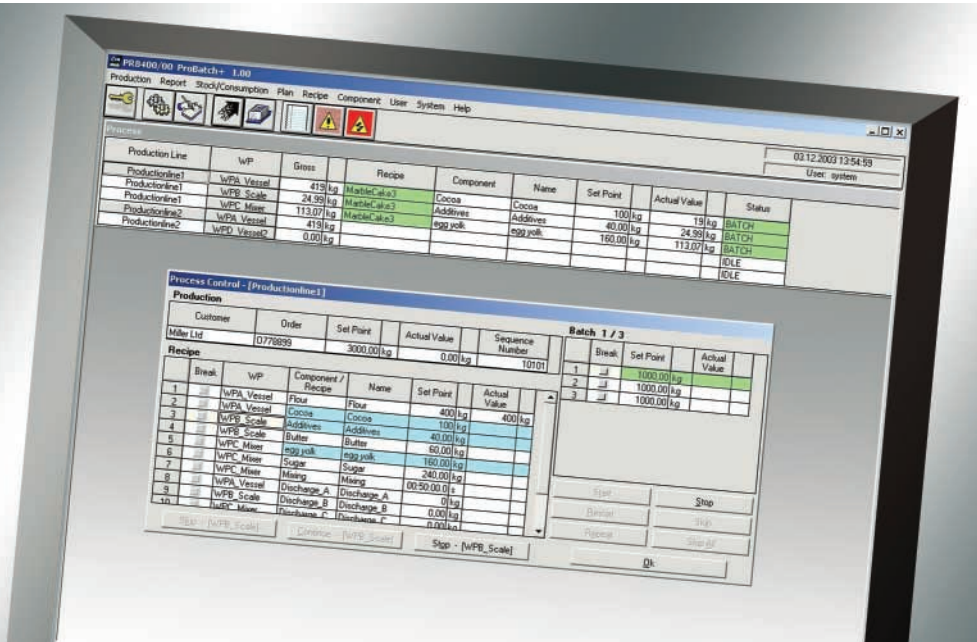 PR8400/00 ProBatch+ 1.00
Production Report Stock/Consumption Plan Recipe Component User System Help
03.12.2003 13:54:59
User: system
Process
Production Line WP Gross Recipe Component Name Set Point Actual Value Status
Productionline1 WPA_Vessel 419 kg MarbleCake3 Cocoa Cocoa 100 kg 19 kg BATCH
Productionline1 WPB_Scale 24,99 kg MarbleCake3 Additives Additives 40,00 kg 24,99 kg BATCH
Productionline1 WPC_Mixer 113,07 kg MarbleCake3 egg yolk egg yolk 160,00 kg 113,07 kg BATCH
Productionline2 WPA_Vessel 419 kg IDLE
Productionline2 WPD_Vessel2 0,00 kg IDLE
Process Control - [Productionline1]
Production
Customer Order Set Point Actual Value Sequence Number
Miller Ltd 0778899 3000,00 kg 0,00 kg 10101
Recipe
Break WP Component / Recipe Name Set Point Actual Value
1 WPA_Vessel Flour Flour 400 kg 400 kg
2 WPA_Vessel Cocoa Cocoa 100 kg
3 WPB_Scale Additives Additives 40,00 kg
4 WPB_Scale Butter Butter 60,00 kg
5 WPC_Mixer egg yolk egg yolk 160,00 kg
6 WPC_Mixer Sugar Sugar 240,00 kg
7 WPC_Mixer Mixing Mixing 00:50:00.0 s
8 WPA_Vessel Discharge_A Discharge_A 0 kg
9 WPB_Scale Discharge_B Discharge_B 0,00 kg
10 WPC_Mixer Discharge_C Discharge_C 0,00 kg
Continue - [WPB_Scale]
Stop - [WPB_Scale]
Batch 1 / 3
Break Set Point Actual Value
1 1000,00 kg
2 1000,00 kg
3 1000,00 kg
Start Stop
Restart Skip
Repeat Skip All
Ok